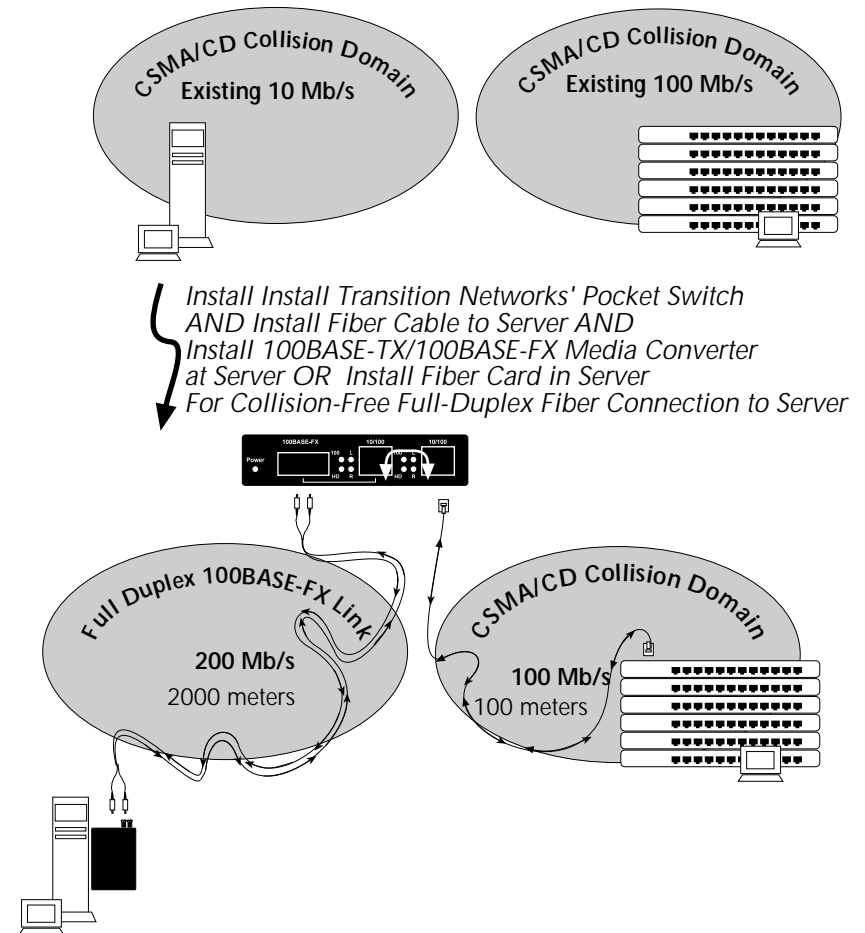 CSMA/CD Collision Domain
Existing 10 Mb/s
CSMA/CD Collision Domain
Existing 100 Mb/s
Install Install Transition Networks' Pocket Switch
AND Install Fiber Cable to Server AND
Install 100BASE-TX/100BASE-FX Media Converter
at Server OR Install Fiber Card in Server
For Collision-Free Full-Duplex Fiber Connection to Server
100BASE-FX 10/100 10/100
Power
100 L 100 L
HD R HD R
Full Duplex 100BASE-FX Link
200 Mb/s
2000 meters
CSMA/CD Collision Domain
100 Mb/s
100 meters